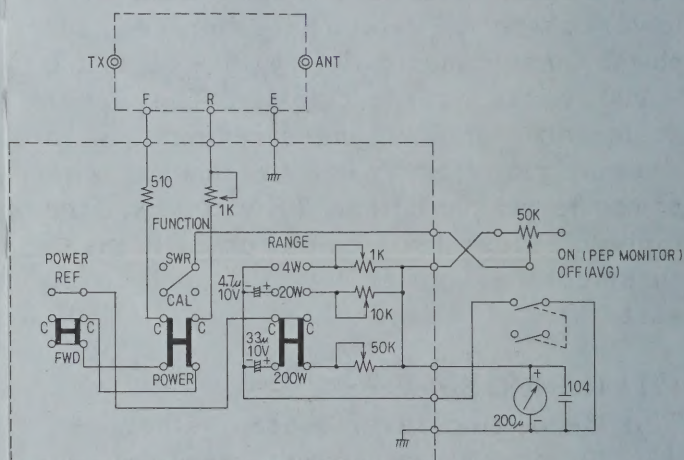 TX
ANT
F R E
510
1K
FUNCTION
SWR
CAL
POWER
REF
C C
FWD
C C
POWER
RANGE
4W
20W
200W
4.7μ
10V
33μ
10V
C C
1K
10K
50K
50K
ON (PEP MONITOR)
OFF (AVG)
+
200μ
-
104